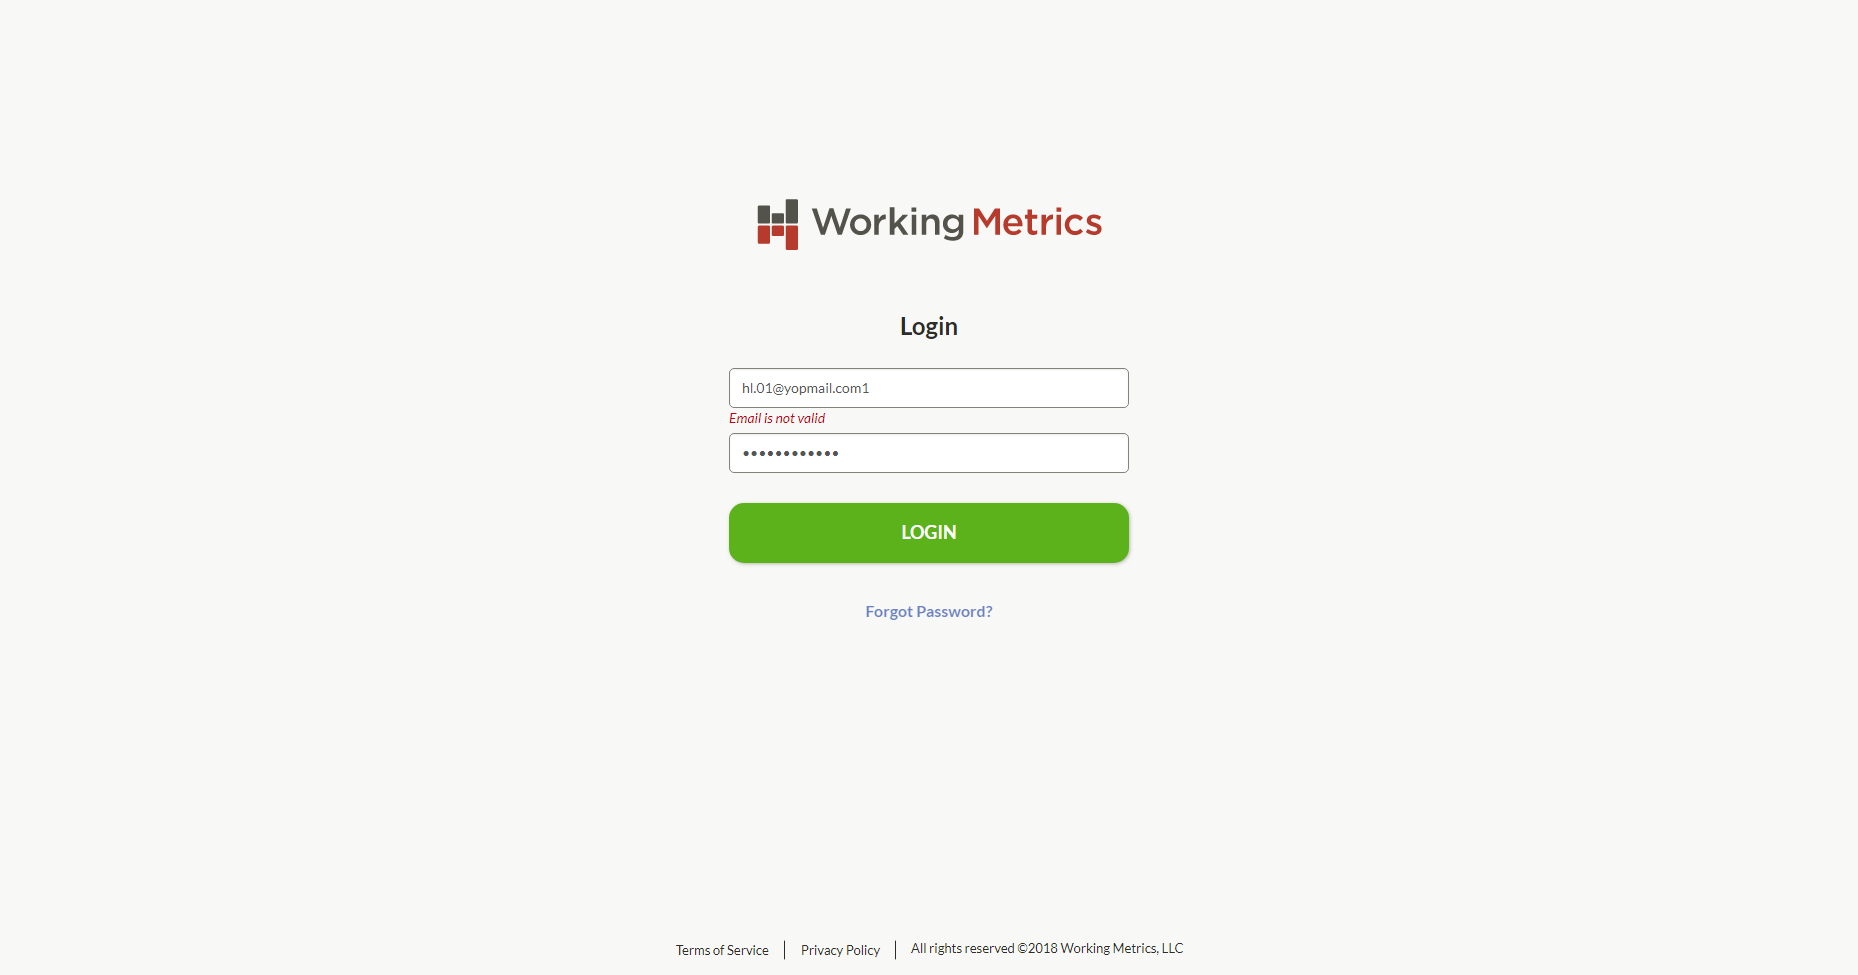 Working Metrics
Login
hl.01@yopmail.com1
Email is not valid
••••••••••••
LOGIN
Forgot Password?
Terms of Service | Privacy Policy | All rights reserved ©2018 Working Metrics, LLC